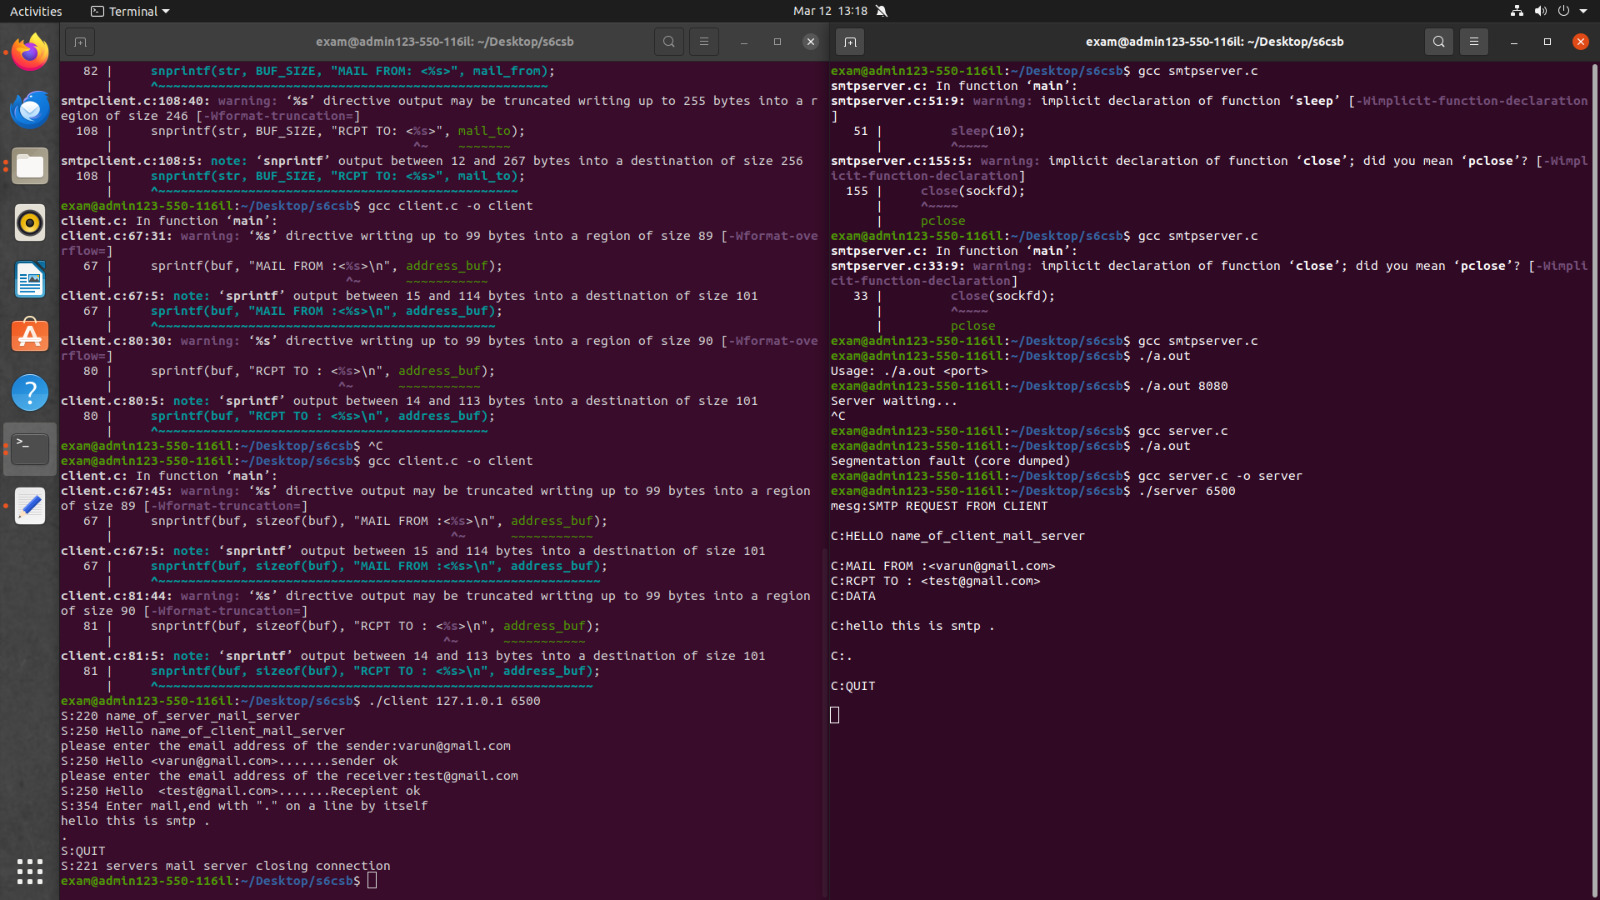 Activities
Terminal
Mar 12 13:18
exam@admin123-550-116il: ~/Desktop/s6csb
82 | snprintf(str, BUF_SIZE, "MAIL FROM: <%s>", mail_from);
| ^~~~~~~~~~~~~~~~~~~~~~~~~~~~~~~~~~~~~~~~~~~~~~~~~~~~~
smtpclient.c:108:40: warning: ‘%s’ directive output may be truncated writing up to 255 bytes into a r
egion of size 246 [-Wformat-truncation=]
108 | snprintf(str, BUF_SIZE, "RCPT TO: <%s>", mail_to);
| ^~ ~~~~~~~
smtpclient.c:108:5: note: ‘snprintf’ output between 12 and 267 bytes into a destination of size 256
108 | snprintf(str, BUF_SIZE, "RCPT TO: <%s>", mail_to);
| ^~~~~~~~~~~~~~~~~~~~~~~~~~~~~~~~~~~~~~~~~~~~~~~~~
exam@admin123-550-116il:~/Desktop/s6csb$ gcc client.c -o client
client.c: In function ‘main’:
client.c:67:31: warning: ‘%s’ directive writing up to 99 bytes into a region of size 89 [-Wformat-ove
rflow=]
67 | sprintf(buf, "MAIL FROM :<%s>\n", address_buf);
| ^~ ~~~~~~~~~~~
client.c:67:5: note: ‘sprintf’ output between 15 and 114 bytes into a destination of size 101
67 | sprintf(buf, "MAIL FROM :<%s>\n", address_buf);
| ^~~~~~~~~~~~~~~~~~~~~~~~~~~~~~~~~~~~~~~~~~~~~~
client.c:80:30: warning: ‘%s’ directive writing up to 99 bytes into a region of size 90 [-Wformat-ove
rflow=]
80 | sprintf(buf, "RCPT TO : <%s>\n", address_buf);
| ^~ ~~~~~~~~~~~
client.c:80:5: note: ‘sprintf’ output between 14 and 113 bytes into a destination of size 101
80 | sprintf(buf, "RCPT TO : <%s>\n", address_buf);
| ^~~~~~~~~~~~~~~~~~~~~~~~~~~~~~~~~~~~~~~~~~~~~
exam@admin123-550-116il:~/Desktop/s6csb$ ^C
exam@admin123-550-116il:~/Desktop/s6csb$ gcc client.c -o client
client.c: In function ‘main’:
client.c:67:45: warning: ‘%s’ directive output may be truncated writing up to 99 bytes into a region
of size 89 [-Wformat-truncation=]
67 | snprintf(buf, sizeof(buf), "MAIL FROM :<%s>\n", address_buf);
| ^~ ~~~~~~~~~~~
client.c:67:5: note: ‘snprintf’ output between 15 and 114 bytes into a destination of size 101
67 | snprintf(buf, sizeof(buf), "MAIL FROM :<%s>\n", address_buf);
| ^~~~~~~~~~~~~~~~~~~~~~~~~~~~~~~~~~~~~~~~~~~~~~~~~~~~~~~~~~~~
client.c:81:44: warning: ‘%s’ directive output may be truncated writing up to 99 bytes into a region
of size 90 [-Wformat-truncation=]
81 | snprintf(buf, sizeof(buf), "RCPT TO : <%s>\n", address_buf);
| ^~ ~~~~~~~~~~~
client.c:81:5: note: ‘snprintf’ output between 14 and 113 bytes into a destination of size 101
81 | snprintf(buf, sizeof(buf), "RCPT TO : <%s>\n", address_buf);
| ^~~~~~~~~~~~~~~~~~~~~~~~~~~~~~~~~~~~~~~~~~~~~~~~~~~~~~~~~~~
exam@admin123-550-116il:~/Desktop/s6csb$ ./client 127.1.0.1 6500
S:220 name_of_server_mail_server
S:250 Hello name_of_client_mail_server
please enter the email address of the sender:varun@gmail.com
S:250 Hello <varun@gmail.com>.......sender ok
please enter the email address of the receiver:test@gmail.com
S:250 Hello  <test@gmail.com>.......Recepient ok
S:354 Enter mail,end with "." on a line by itself
hello this is smtp .
.
S:QUIT
S:221 servers mail server closing connection
exam@admin123-550-116il:~/Desktop/s6csb$
exam@admin123-550-116il: ~/Desktop/s6csb
exam@admin123-550-116il:~/Desktop/s6csb$ gcc smtpserver.c
smtpserver.c: In function ‘main’:
smtpserver.c:51:9: warning: implicit declaration of function ‘sleep’ [-Wimplicit-function-declaration
]
51 | sleep(10);
| ^~~~~
smtpserver.c:155:5: warning: implicit declaration of function ‘close’; did you mean ‘pclose’? [-Wimpl
icit-function-declaration]
155 | close(sockfd);
| ^~~~~
| pclose
exam@admin123-550-116il:~/Desktop/s6csb$ gcc smtpserver.c
smtpserver.c: In function ‘main’:
smtpserver.c:33:9: warning: implicit declaration of function ‘close’; did you mean ‘pclose’? [-Wimpli
cit-function-declaration]
33 | close(sockfd);
| ^~~~~
| pclose
exam@admin123-550-116il:~/Desktop/s6csb$ gcc smtpserver.c
exam@admin123-550-116il:~/Desktop/s6csb$ ./a.out
Usage: ./a.out <port>
exam@admin123-550-116il:~/Desktop/s6csb$ ./a.out 8080
Server waiting...
^C
exam@admin123-550-116il:~/Desktop/s6csb$ gcc server.c
exam@admin123-550-116il:~/Desktop/s6csb$ ./a.out
Segmentation fault (core dumped)
exam@admin123-550-116il:~/Desktop/s6csb$ gcc server.c -o server
exam@admin123-550-116il:~/Desktop/s6csb$ ./server 6500
mesg:SMTP REQUEST FROM CLIENT
C:HELLO name_of_client_mail_server
C:MAIL FROM :<varun@gmail.com>
C:RCPT TO : <test@gmail.com>
C:DATA
C:hello this is smtp .
C:.
C:QUIT